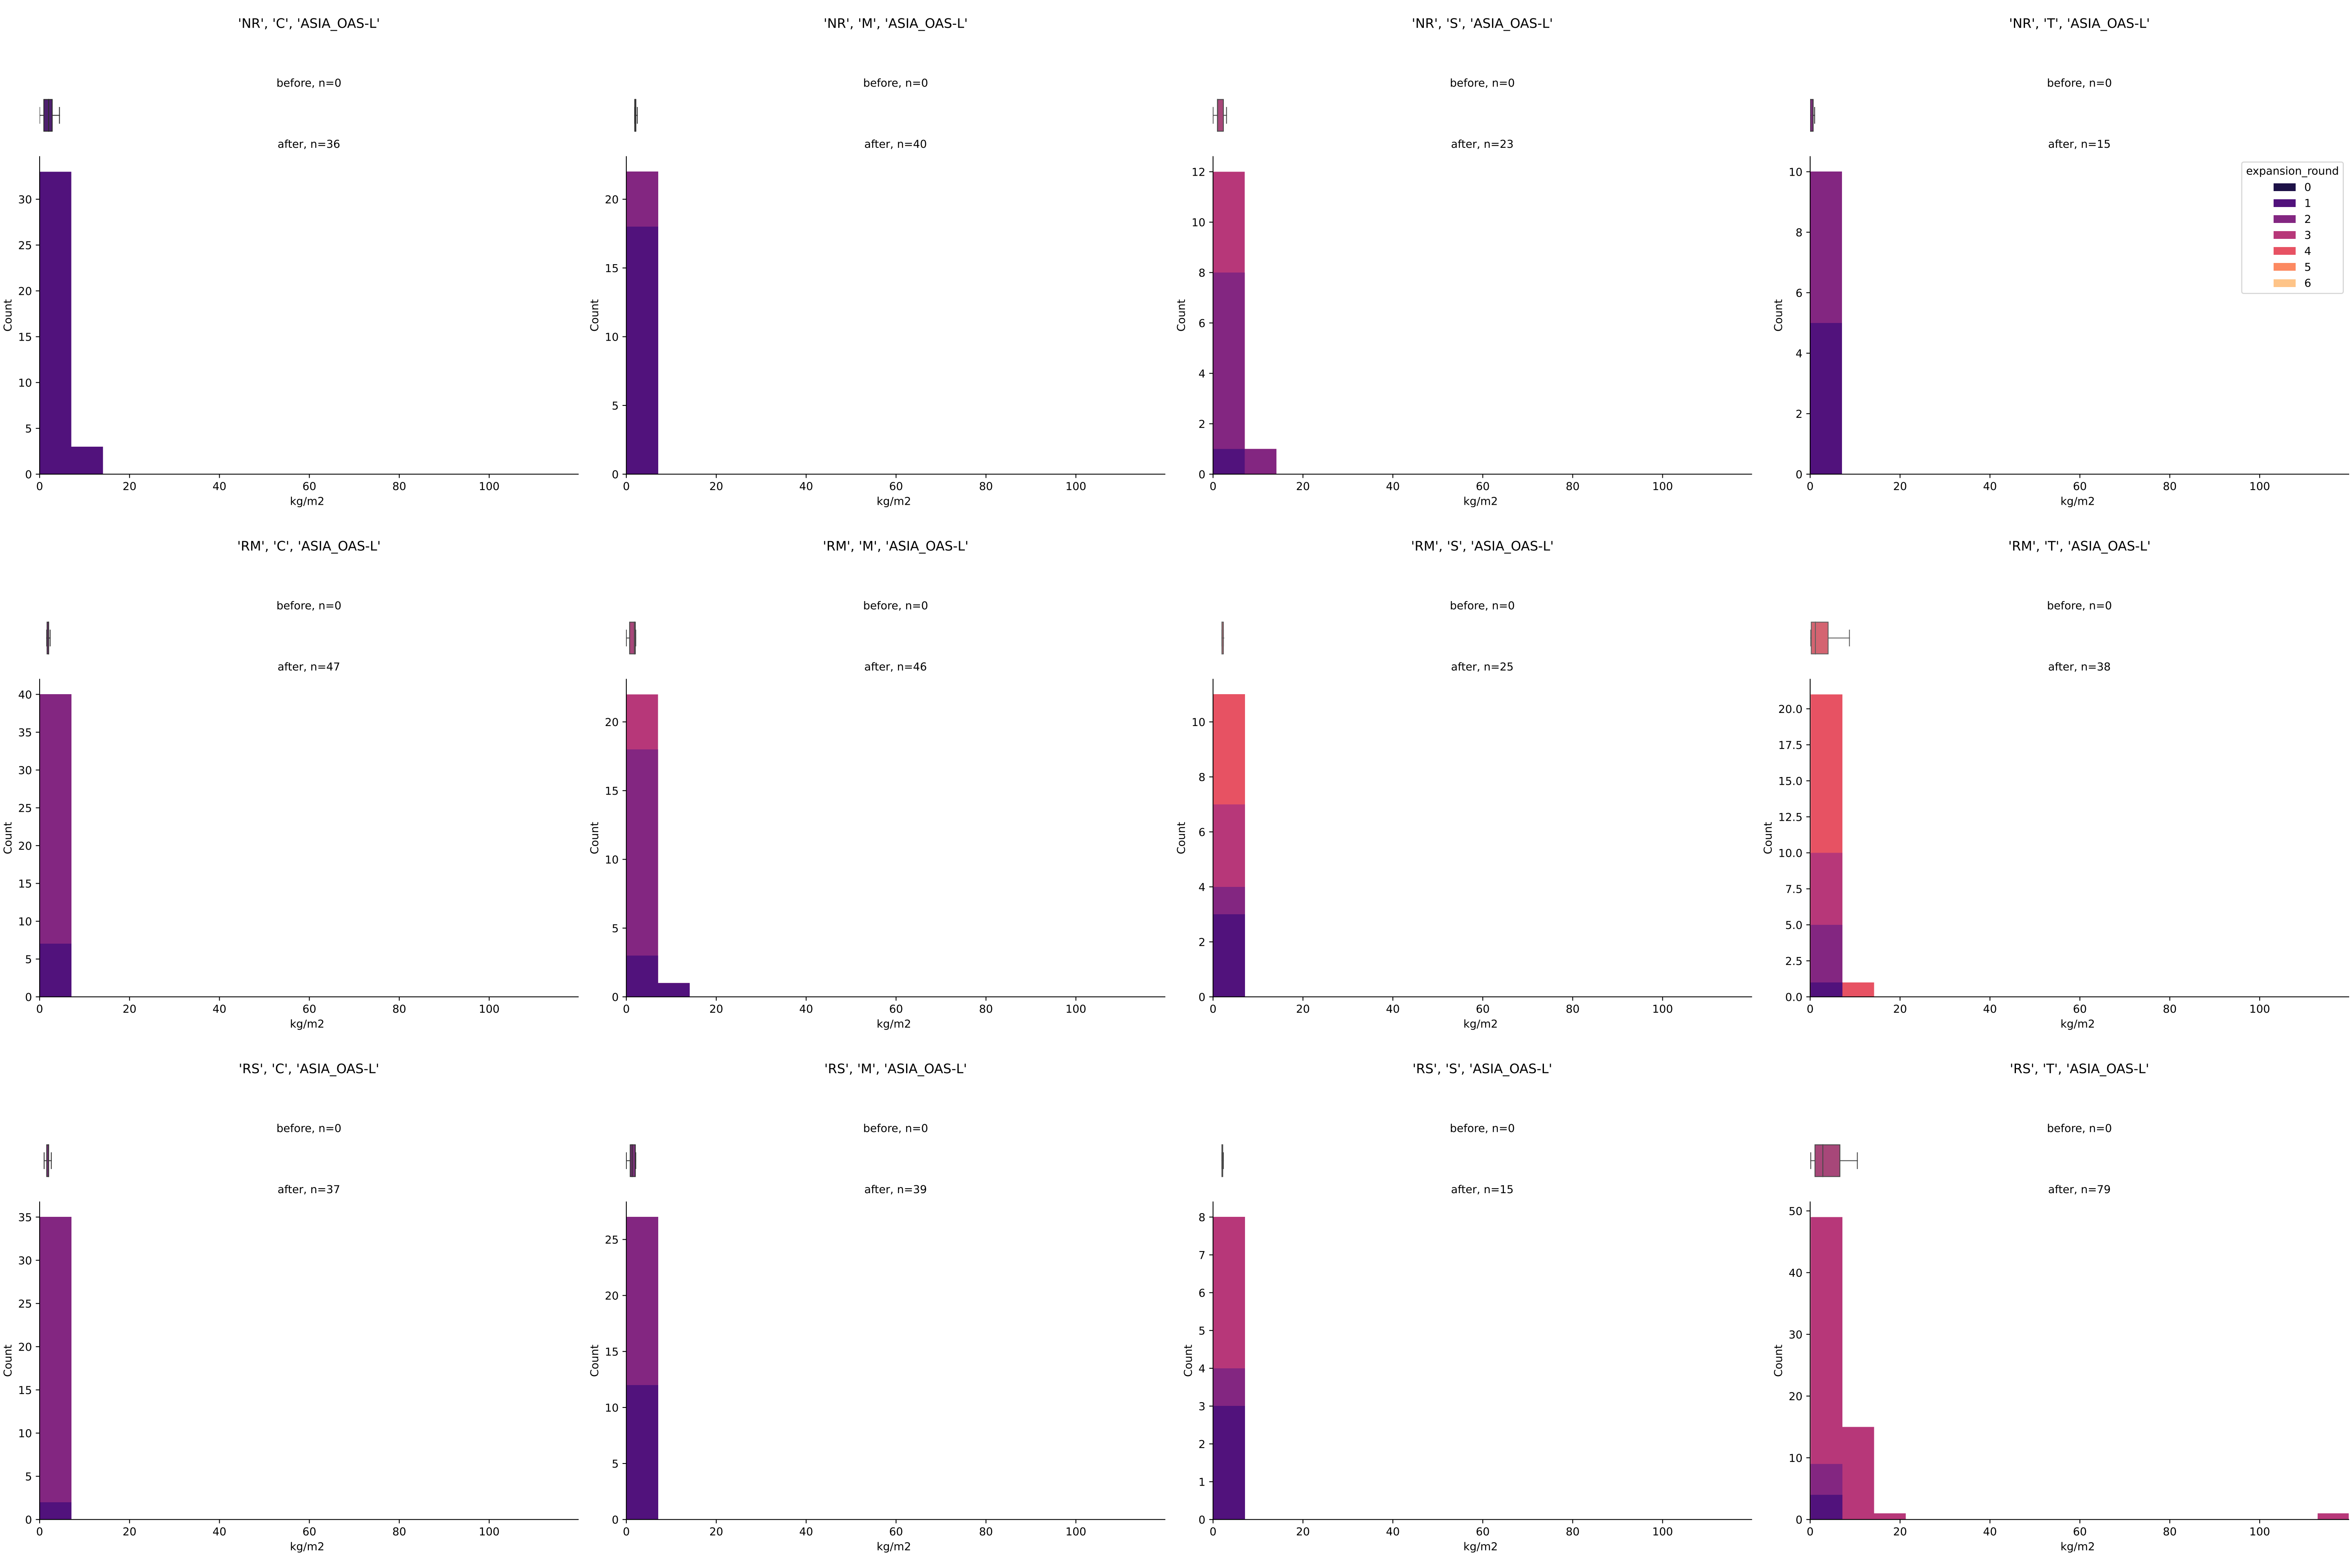 'NR', 'C', 'ASIA_OAS-L'
before, n=0
after, n=36
Count
30
25
20
15
10
5
0
0 20 40 60 80 100
kg/m2
'NR', 'M', 'ASIA_OAS-L'
before, n=0
after, n=40
Count
20
15
10
5
0
0 20 40 60 80 100
kg/m2
'NR', 'S', 'ASIA_OAS-L'
before, n=0
after, n=23
Count
12
10
8
6
4
2
0
0 20 40 60 80 100
kg/m2
'NR', 'T', 'ASIA_OAS-L'
before, n=0
after, n=15
Count
10
8
6
4
2
0
0 20 40 60 80 100
kg/m2
expansion_round
0
1
2
3
4
5
6
'RM', 'C', 'ASIA_OAS-L'
before, n=0
after, n=47
Count
40
35
30
25
20
15
10
5
0
0 20 40 60 80 100
kg/m2
'RM', 'M', 'ASIA_OAS-L'
before, n=0
after, n=46
Count
20
15
10
5
0
0 20 40 60 80 100
kg/m2
'RM', 'S', 'ASIA_OAS-L'
before, n=0
after, n=25
Count
10
8
6
4
2
0
0 20 40 60 80 100
kg/m2
'RM', 'T', 'ASIA_OAS-L'
before, n=0
after, n=38
Count
20.0
17.5
15.0
12.5
10.0
7.5
5.0
2.5
0.0
0 20 40 60 80 100
kg/m2
'RS', 'C', 'ASIA_OAS-L'
before, n=0
after, n=37
Count
35
30
25
20
15
10
5
0
0 20 40 60 80 100
kg/m2
'RS', 'M', 'ASIA_OAS-L'
before, n=0
after, n=39
Count
25
20
15
10
5
0
0 20 40 60 80 100
kg/m2
'RS', 'S', 'ASIA_OAS-L'
before, n=0
after, n=15
Count
8
7
6
5
4
3
2
1
0
0 20 40 60 80 100
kg/m2
'RS', 'T', 'ASIA_OAS-L'
before, n=0
after, n=79
Count
50
40
30
20
10
0
0 20 40 60 80 100
kg/m2